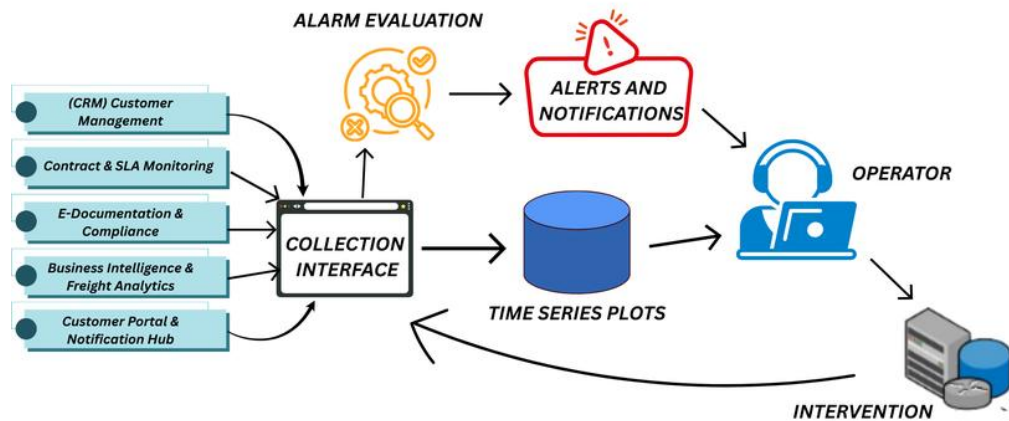 ALARM EVALUATION
ALERTS AND
NOTIFICATIONS
(CRM) Customer
Management
Contract & SLA Monitoring
E-Documentation &
Compliance
Business Intelligence &
Freight Analytics
Customer Portal &
Notification Hub
COLLECTION
INTERFACE
TIME SERIES PLOTS
OPERATOR
INTERVENTION